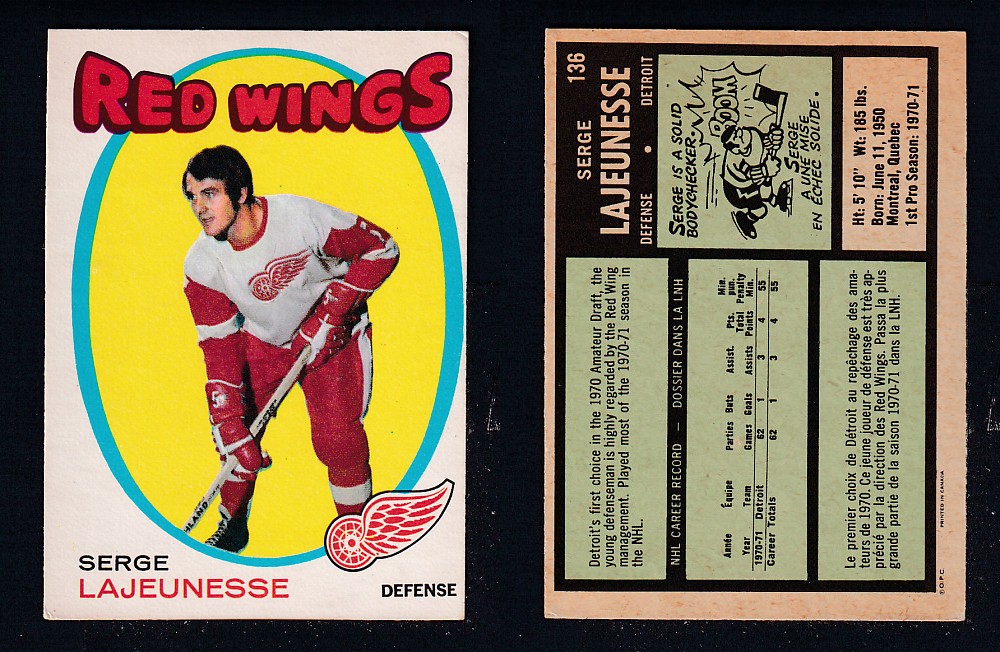 RED WINGS
5
HLAND
SERGE
LAJEUNESSE
DEFENSE
136
SERGE
LAJEUNESSE
DEFENSE • DETROIT
SERGE IS A SOLID
BODYCHECKER.
BOOM
SERGE
A UNE MISE
EN ÉCHEC SOLIDE.
Ht: 5' 10" Wt: 185 lbs.
Born: June 11, 1950
Montreal, Quebec
1st Pro Season: 1970-71
Detroit's first choice in the 1970 Amateur Draft, the
young defenseman is highly regarded by the Red Wing
management. Played most of the 1970-71 season in
the NHL.
NHL CAREER RECORD — DOSSIER DANS LA LNH
Année Équipe Parties Buts Assist. Pts. Min. pun.
Year Team Games Goals Assists Total Points Penalty Min.
1970-71 Detroit 62 1 3 4 55
Career Totals 62 1 3 4 55
Le premier choix de Détroit au repêchage des ama-
teurs de 1970. Ce jeune joueur de défense est très ap-
précié par la direction des Red Wings. Passa la plus
grande partie de la saison 1970-71 dans la LNH.
© O.P.C. PRINTED IN CANADA